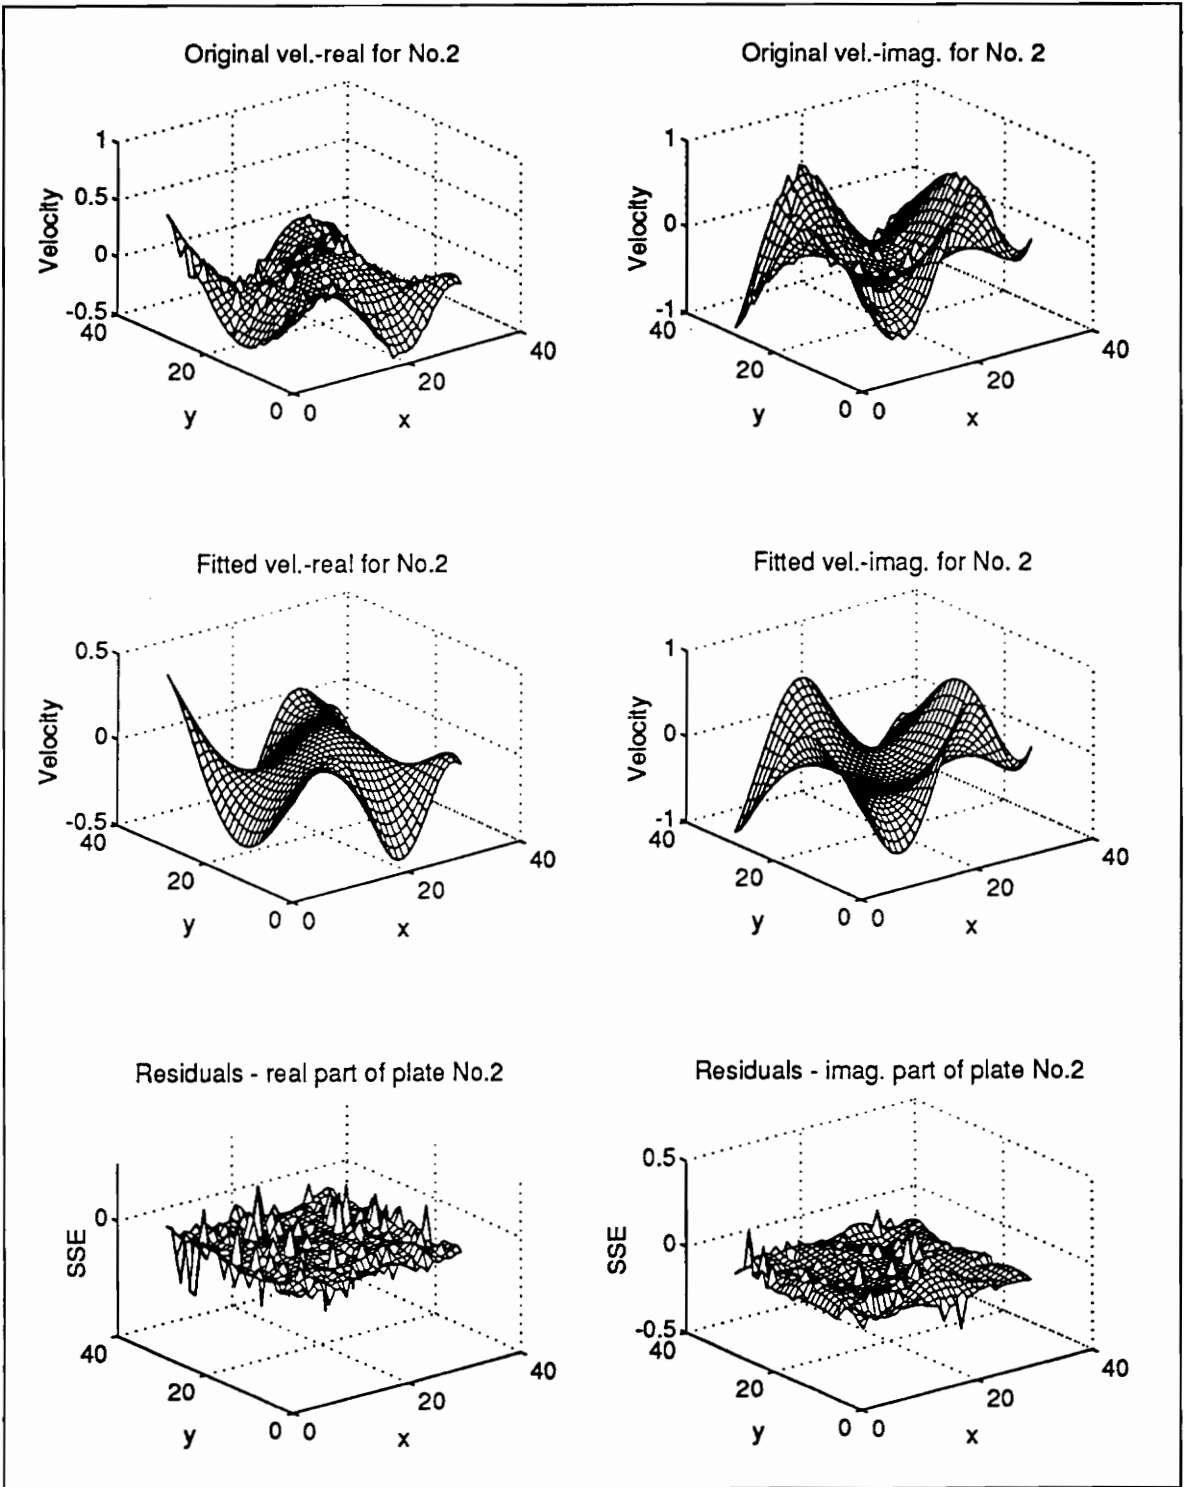 Original vel.-real for No.2
1
0.5
0
-0.5
Velocity
40
20
0
y
0
20
40
x
Original vel.-imag. for No. 2
1
0
-1
Velocity
40
20
0
y
0
20
40
x
Fitted vel.-real for No.2
0.5
0
-0.5
Velocity
40
20
0
y
0
20
40
x
Fitted vel.-imag. for No. 2
1
0
-1
Velocity
40
20
0
y
0
20
40
x
Residuals - real part of plate No.2
0
SSE
40
20
0
y
0
20
40
x
Residuals - imag. part of plate No.2
0.5
0
-0.5
SSE
40
20
0
y
0
20
40
x